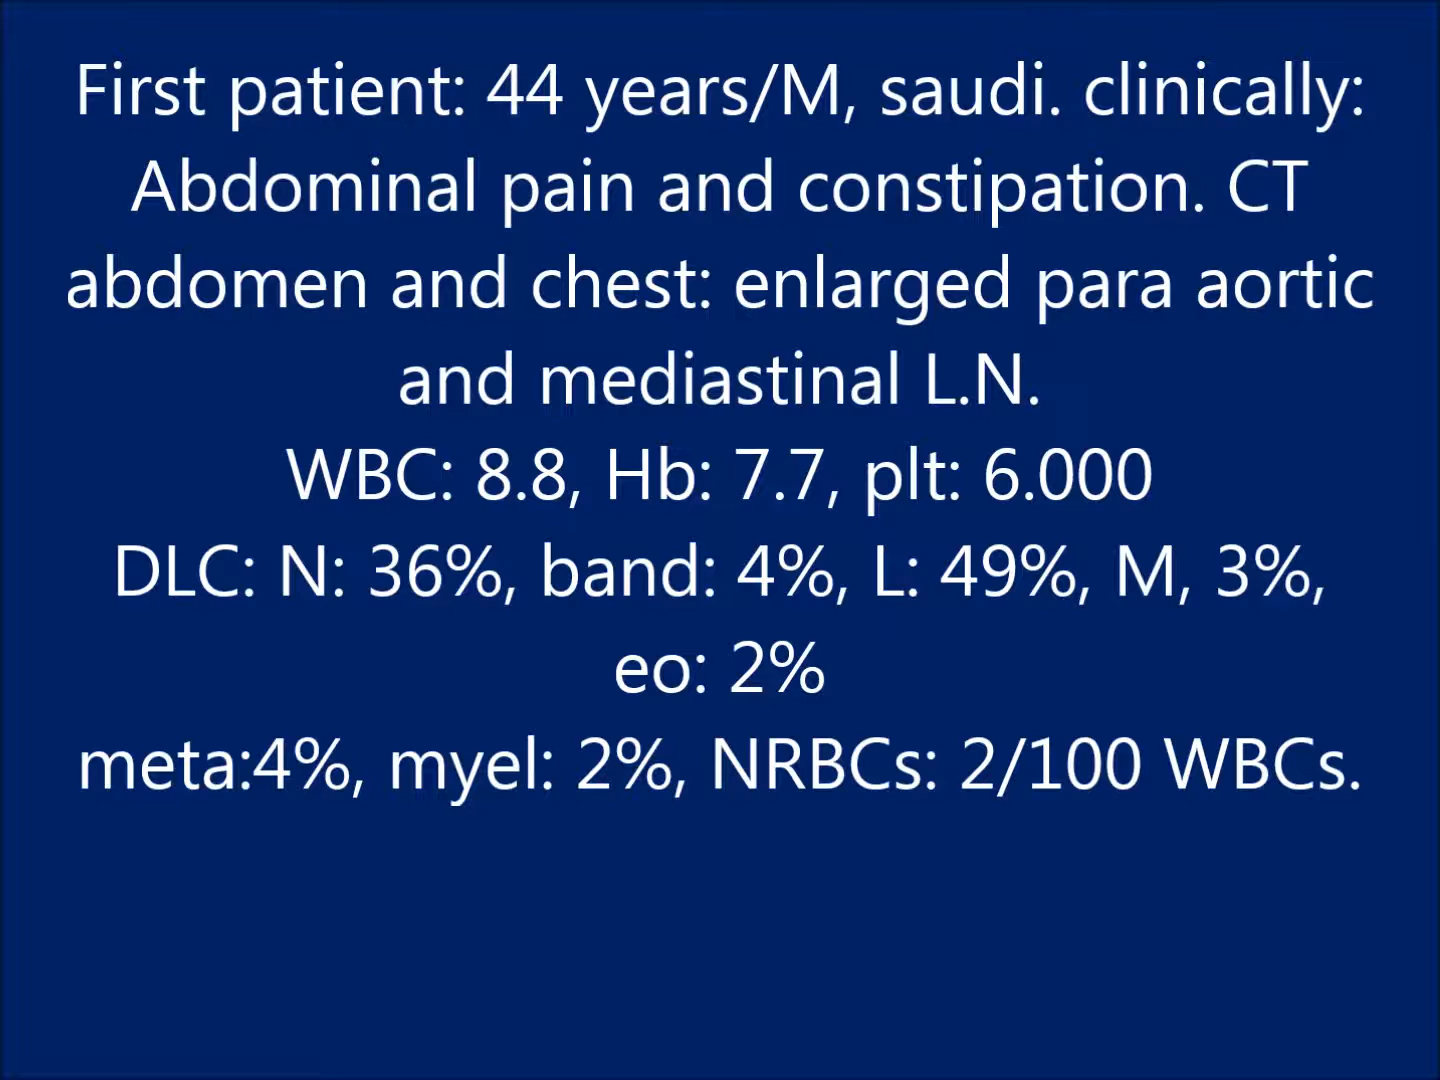 First patient: 44 years/M, saudi. clinically:
Abdominal pain and constipation. CT
abdomen and chest: enlarged para aortic
and mediastinal L.N.
WBC: 8.8, Hb: 7.7, plt: 6.000
DLC: N: 36%, band: 4%, L: 49%, M, 3%,
eo: 2%
meta:4%, myel: 2%, NRBCs: 2/100 WBCs.